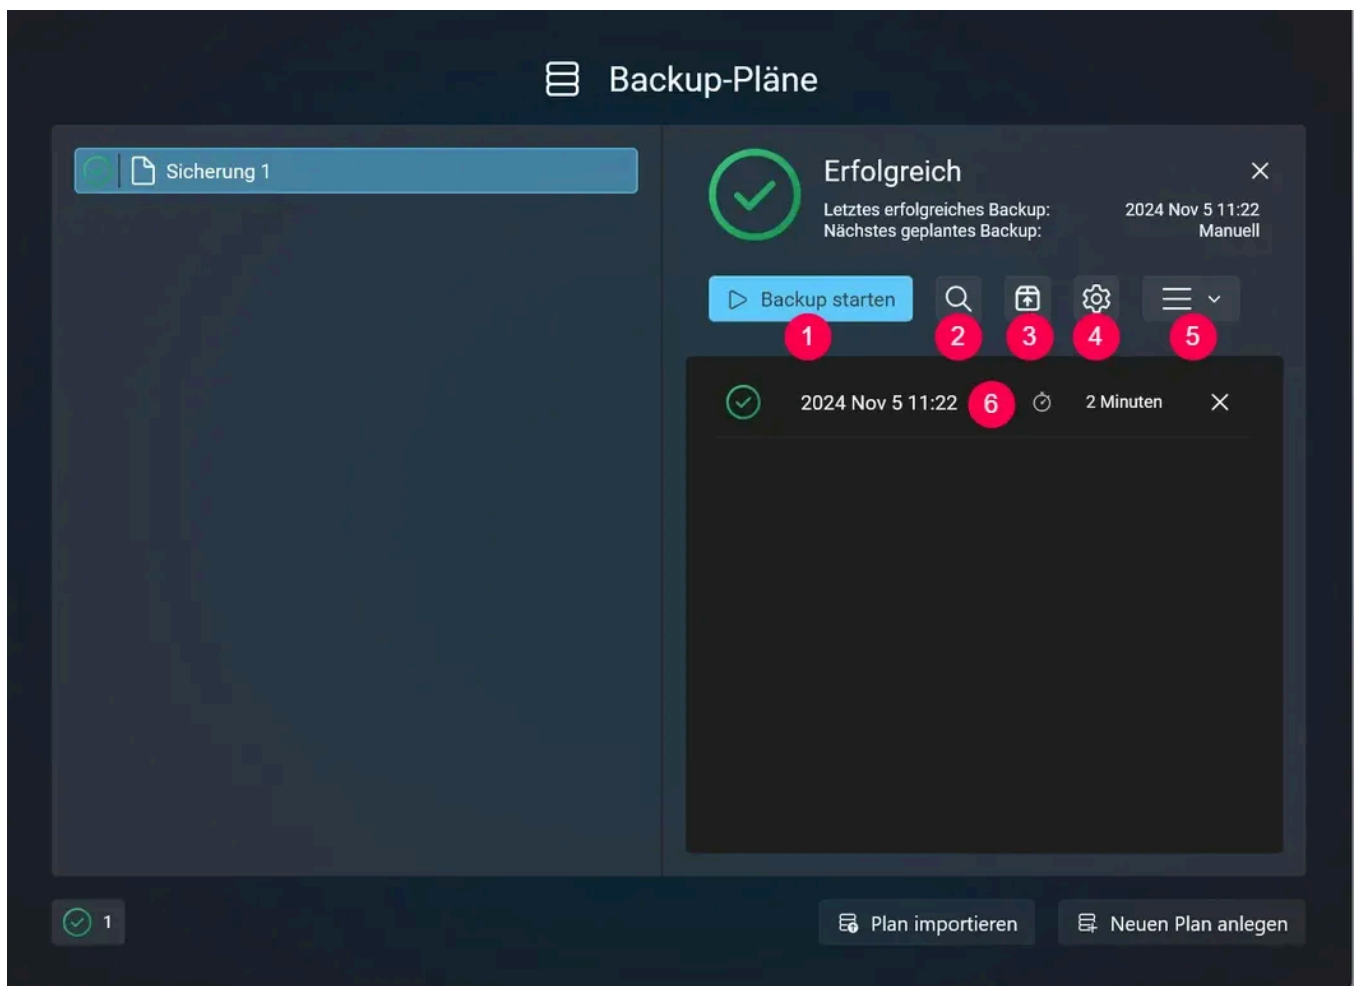 Backup-Pläne
Sicherung 1
Erfolgreich
Letztes erfolgreiches Backup: 2024 Nov 5 11:22
Nächstes geplantes Backup: Manuell
Backup starten
1 2 3 4 5
2024 Nov 5 11:22 6 2 Minuten
1 Plan importieren Neuen Plan anlegen